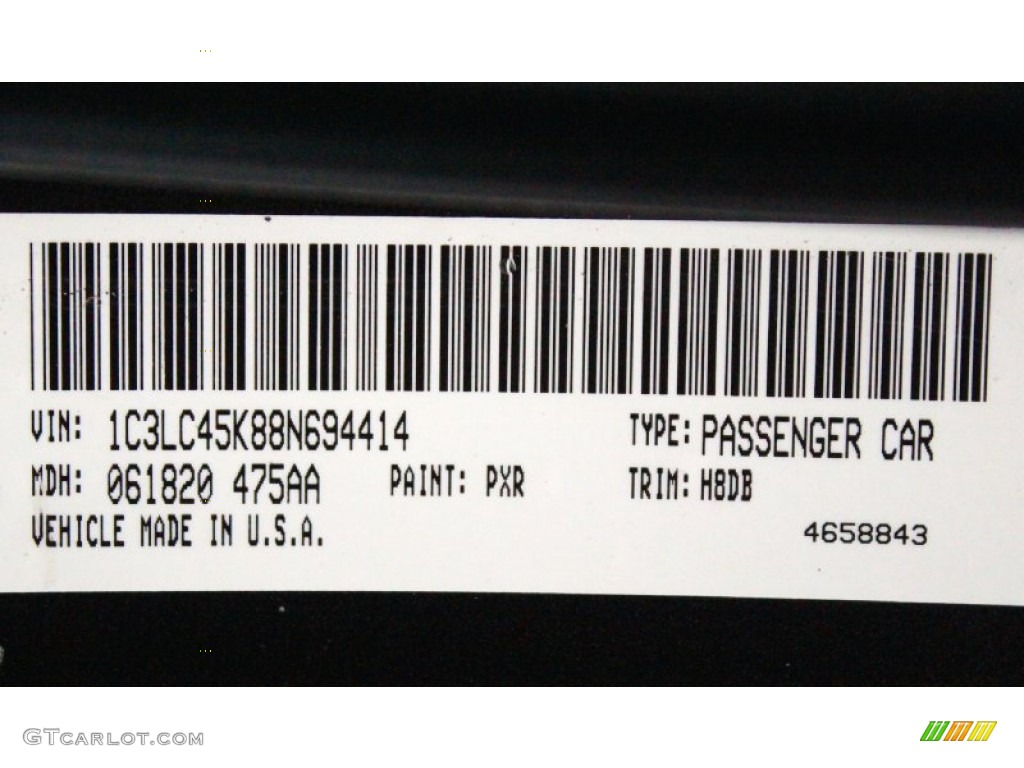 VIN: 1C3LC45K88N694414 TYPE: PASSENGER CAR
MDH: 061820 475AA PAINT: PXR TRIM: H8DB
VEHICLE MADE IN U.S.A. 4658843
GTCARLOT.COM